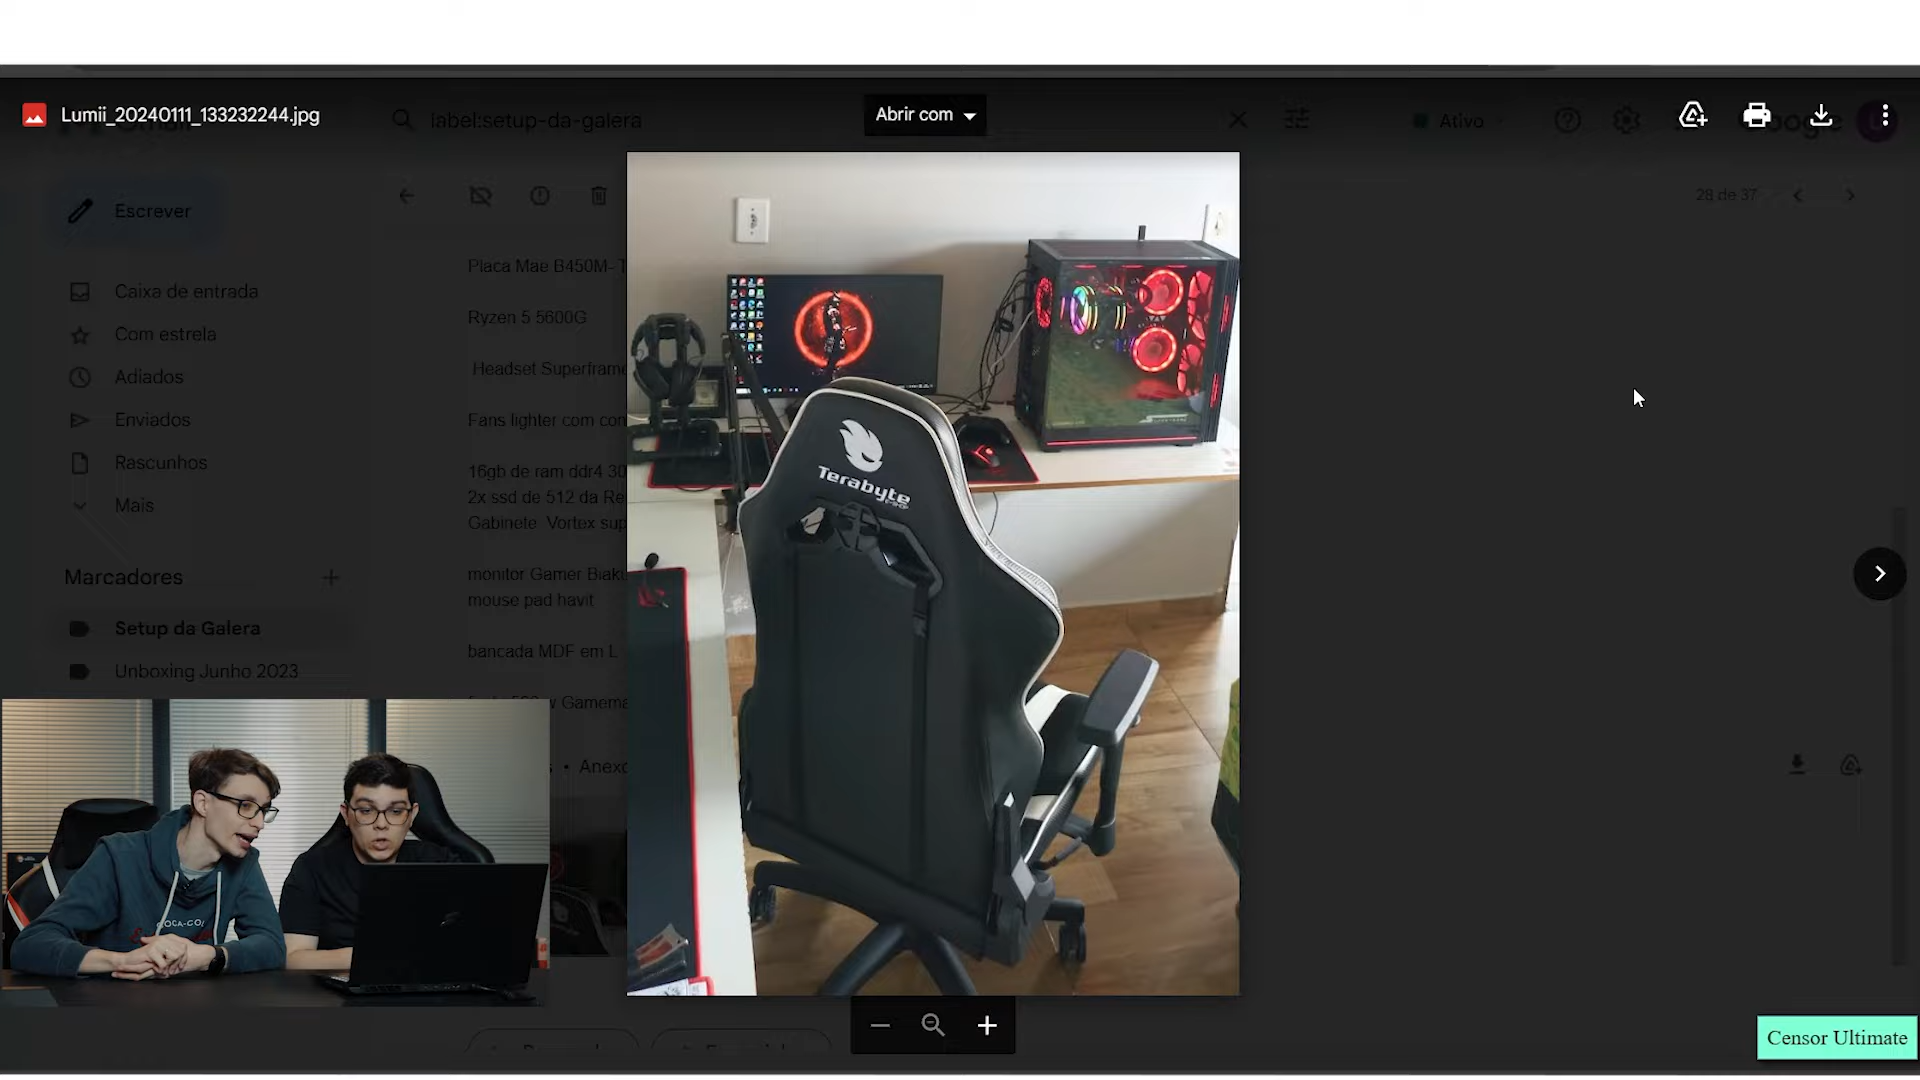 Lumii_20240111_133232244.jpg
label:setup-da-galera
Abrir com
Ativo
Escrever
28 de 37
Caixa de entrada
Com estrela
Adiados
Enviados
Rascunhos
Mais
Marcadores
Setup da Galera
Unboxing Junho 2023
Placa Mae B450M-
Ryzen 5 5600G
Headset Superframe
Fans lighter com
16gb de ram ddr4
2x ssd de 512 da
Gabinete Vortex
monitor Gamer
mouse pad havit
bancada MDF em L
Terabyte
Censor Ultimate